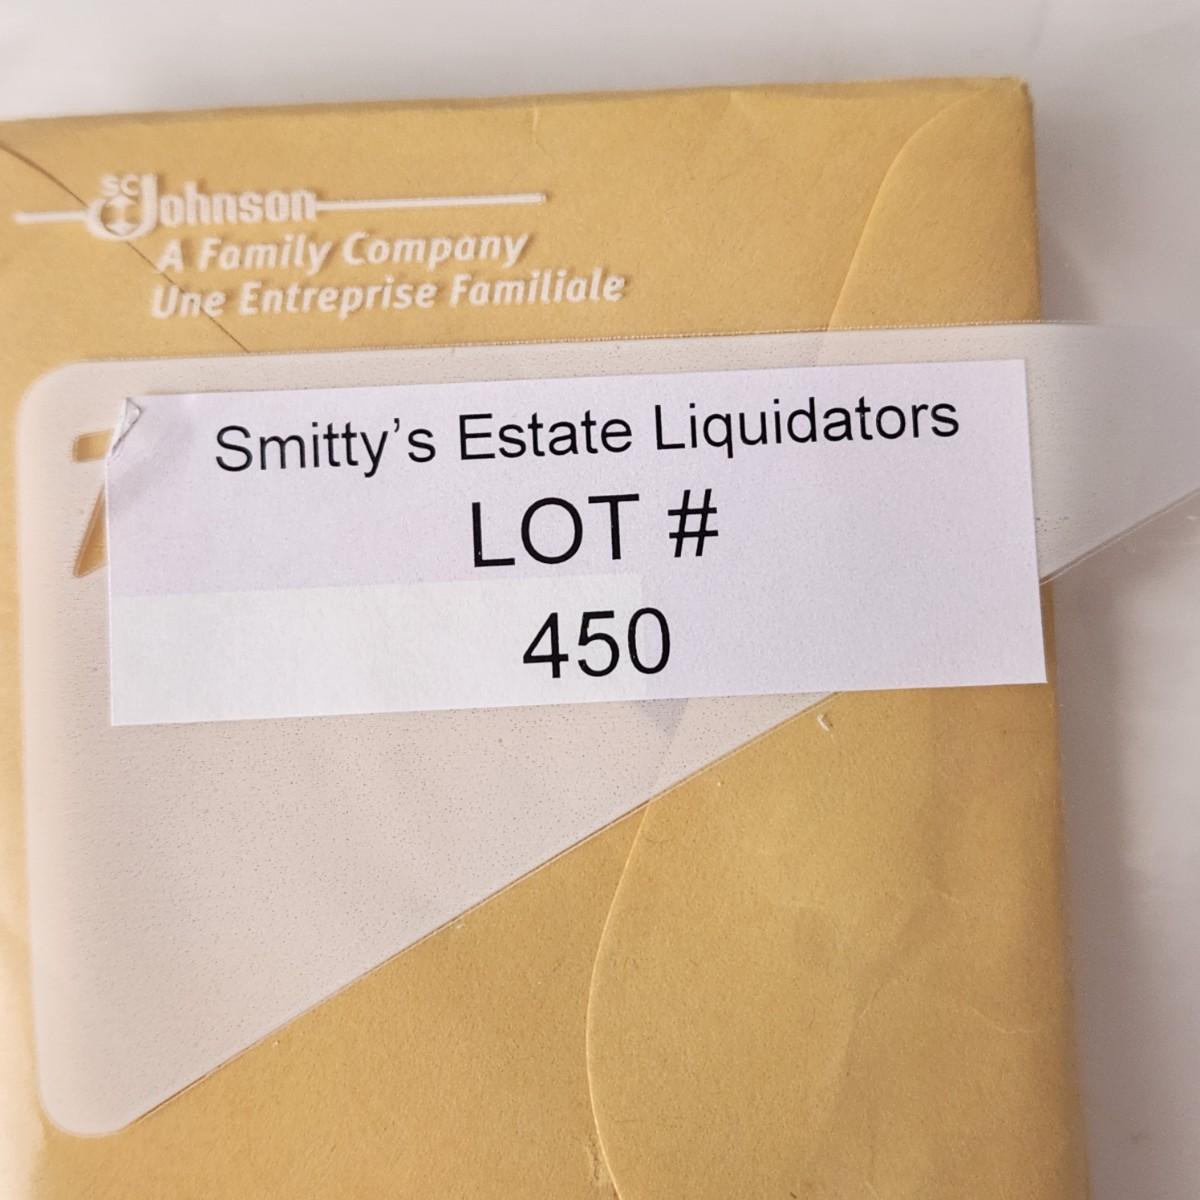 SC Johnson
A Family Company
Une Entreprise Familiale
Smitty's Estate Liquidators
LOT #
450